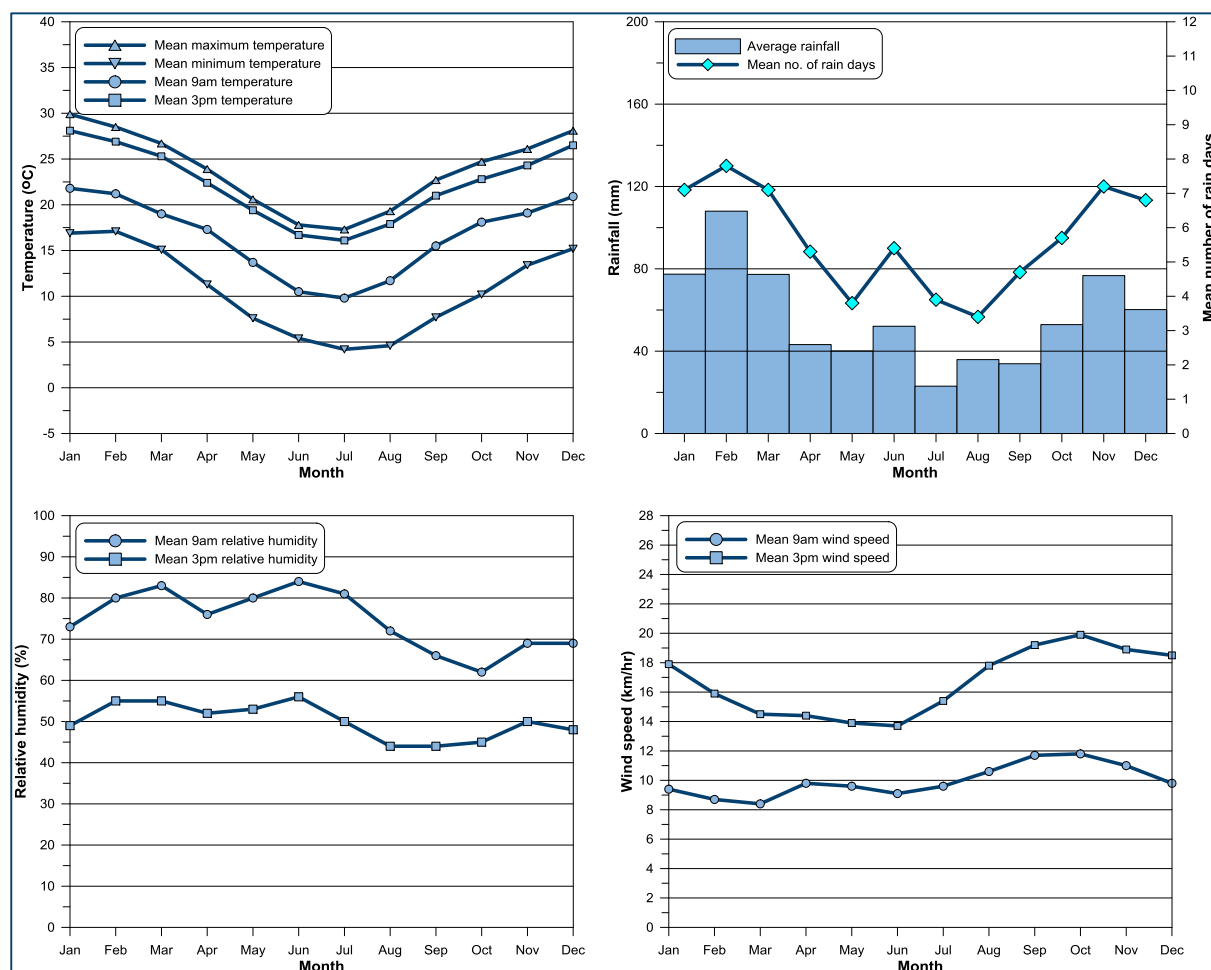 40
35
30
25
20
15
10
5
0
-5
Temperature (ºC)
Mean maximum temperature
Mean minimum temperature
Mean 9am temperature
Mean 3pm temperature
Jan Feb Mar Apr May Jun Jul Aug Sep Oct Nov Dec
Month
200
160
120
80
40
0
Rainfall (mm)
Average rainfall
Mean no. of rain days
12
11
10
9
8
7
6
5
4
3
2
1
0
Mean number of rain days
Jan Feb Mar Apr May Jun Jul Aug Sep Oct Nov Dec
Month
100
90
80
70
60
50
40
30
20
10
0
Relative humidity (%)
Mean 9am relative humidity
Mean 3pm relative humidity
Jan Feb Mar Apr May Jun Jul Aug Sep Oct Nov Dec
Month
28
26
24
22
20
18
16
14
12
10
8
6
4
2
0
Wind speed (km/hr)
Mean 9am wind speed
Mean 3pm wind speed
Jan Feb Mar Apr May Jun Jul Aug Sep Oct Nov Dec
Month